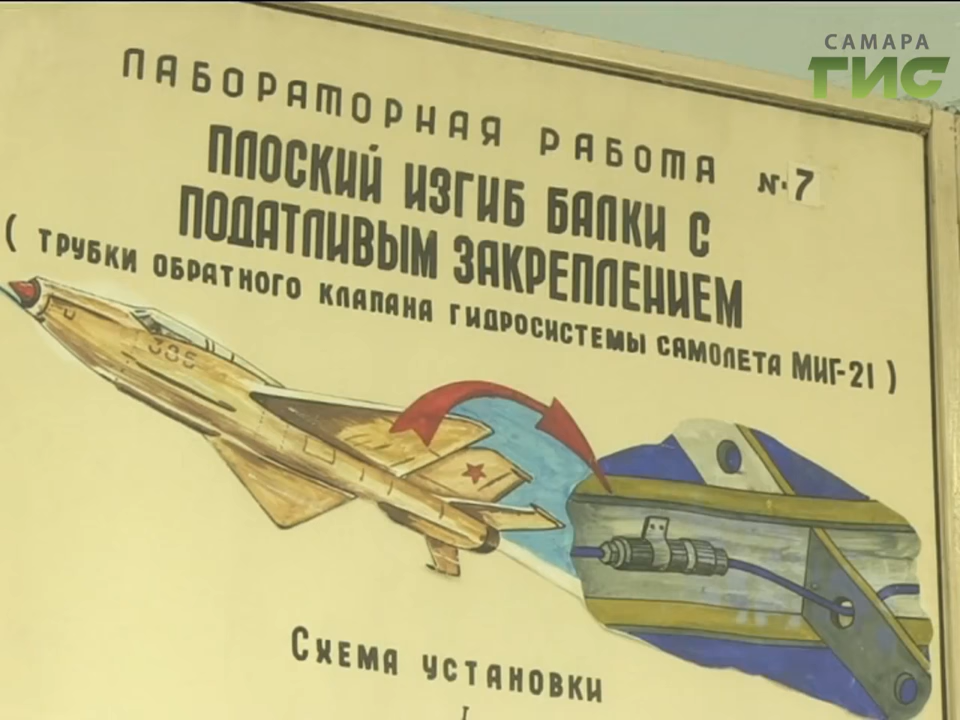 САМАРА
ГИС
ЛАБОРАТОРНАЯ РАБОТА №7
ПЛОСКИЙ ИЗГИБ БАЛКИ С
ПОДАТЛИВЫМ ЗАКРЕПЛЕНИЕМ
( ТРУБКИ ОБРАТНОГО КЛАПАНА ГИДРОСИСТЕМЫ САМОЛЕТА МИГ-21 )
335
СХЕМА УСТАНОВКИ